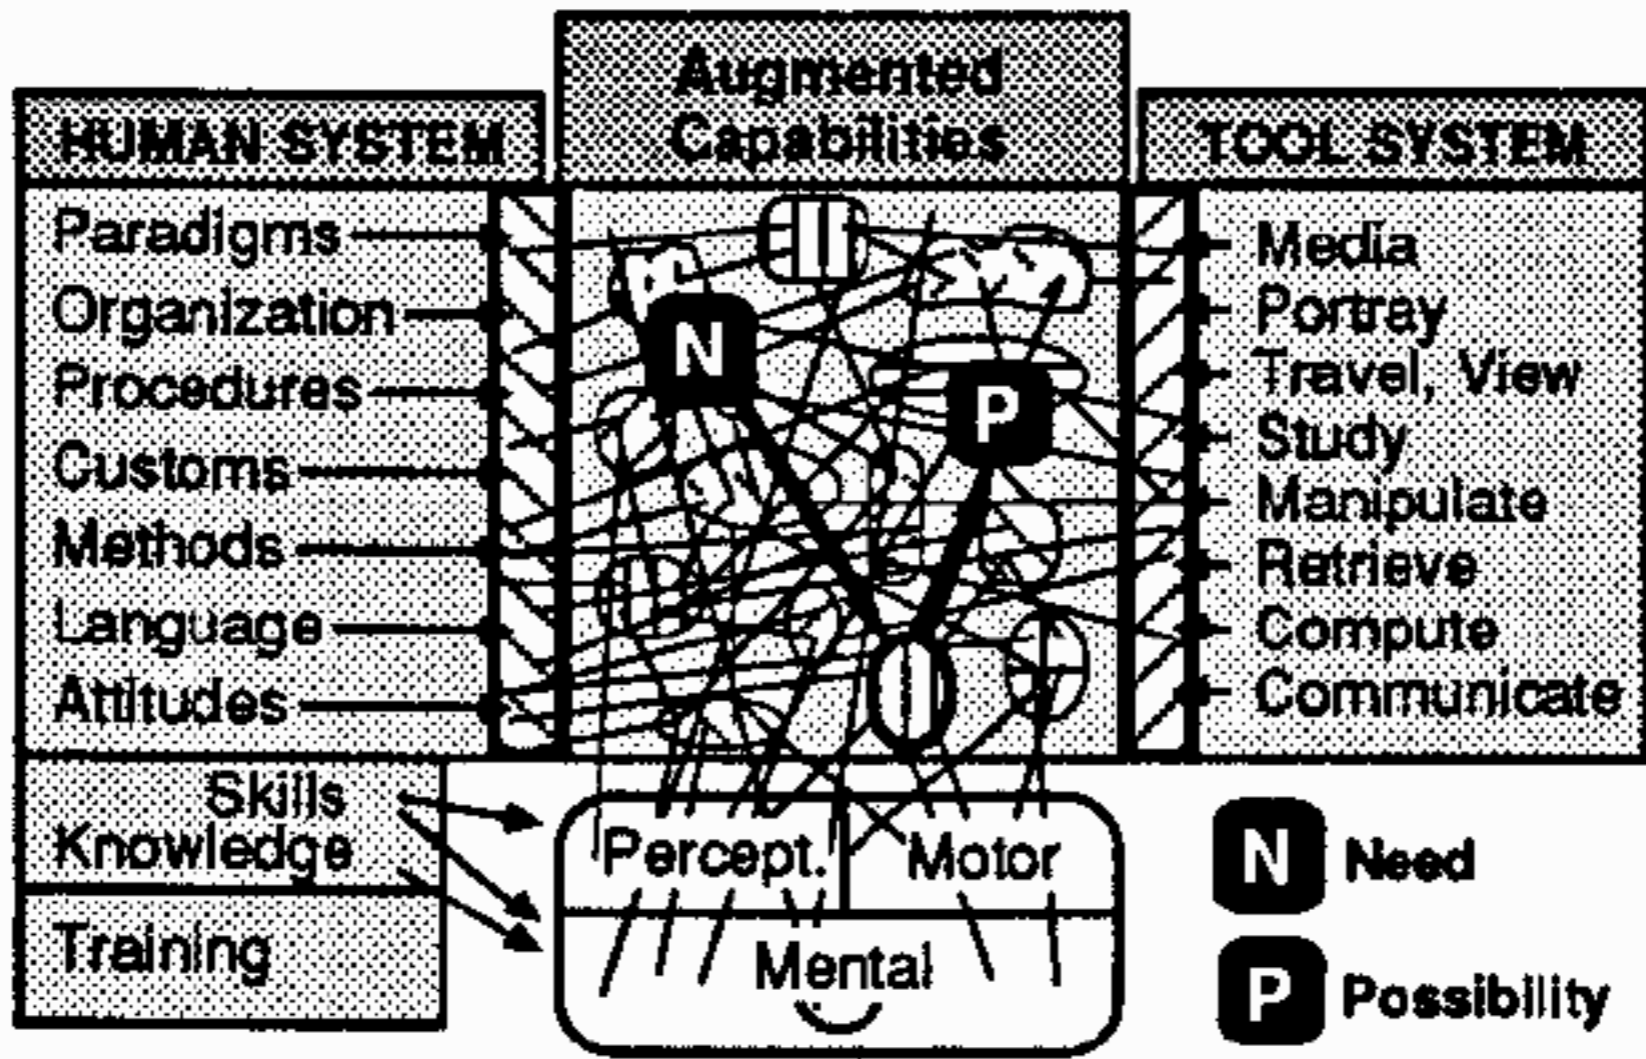 Augmented
Capabilities
HUMAN SYSTEM
TOOL SYSTEM
Paradigms
Organization
Procedures
Customs
Methods
Language
Attitudes
Skills
Knowledge
Training
N
P
Media
Portray
Travel, View
Study
Manipulate
Retrieve
Compute
Communicate
Percept.
Motor
Mental
N Need
P Possibility